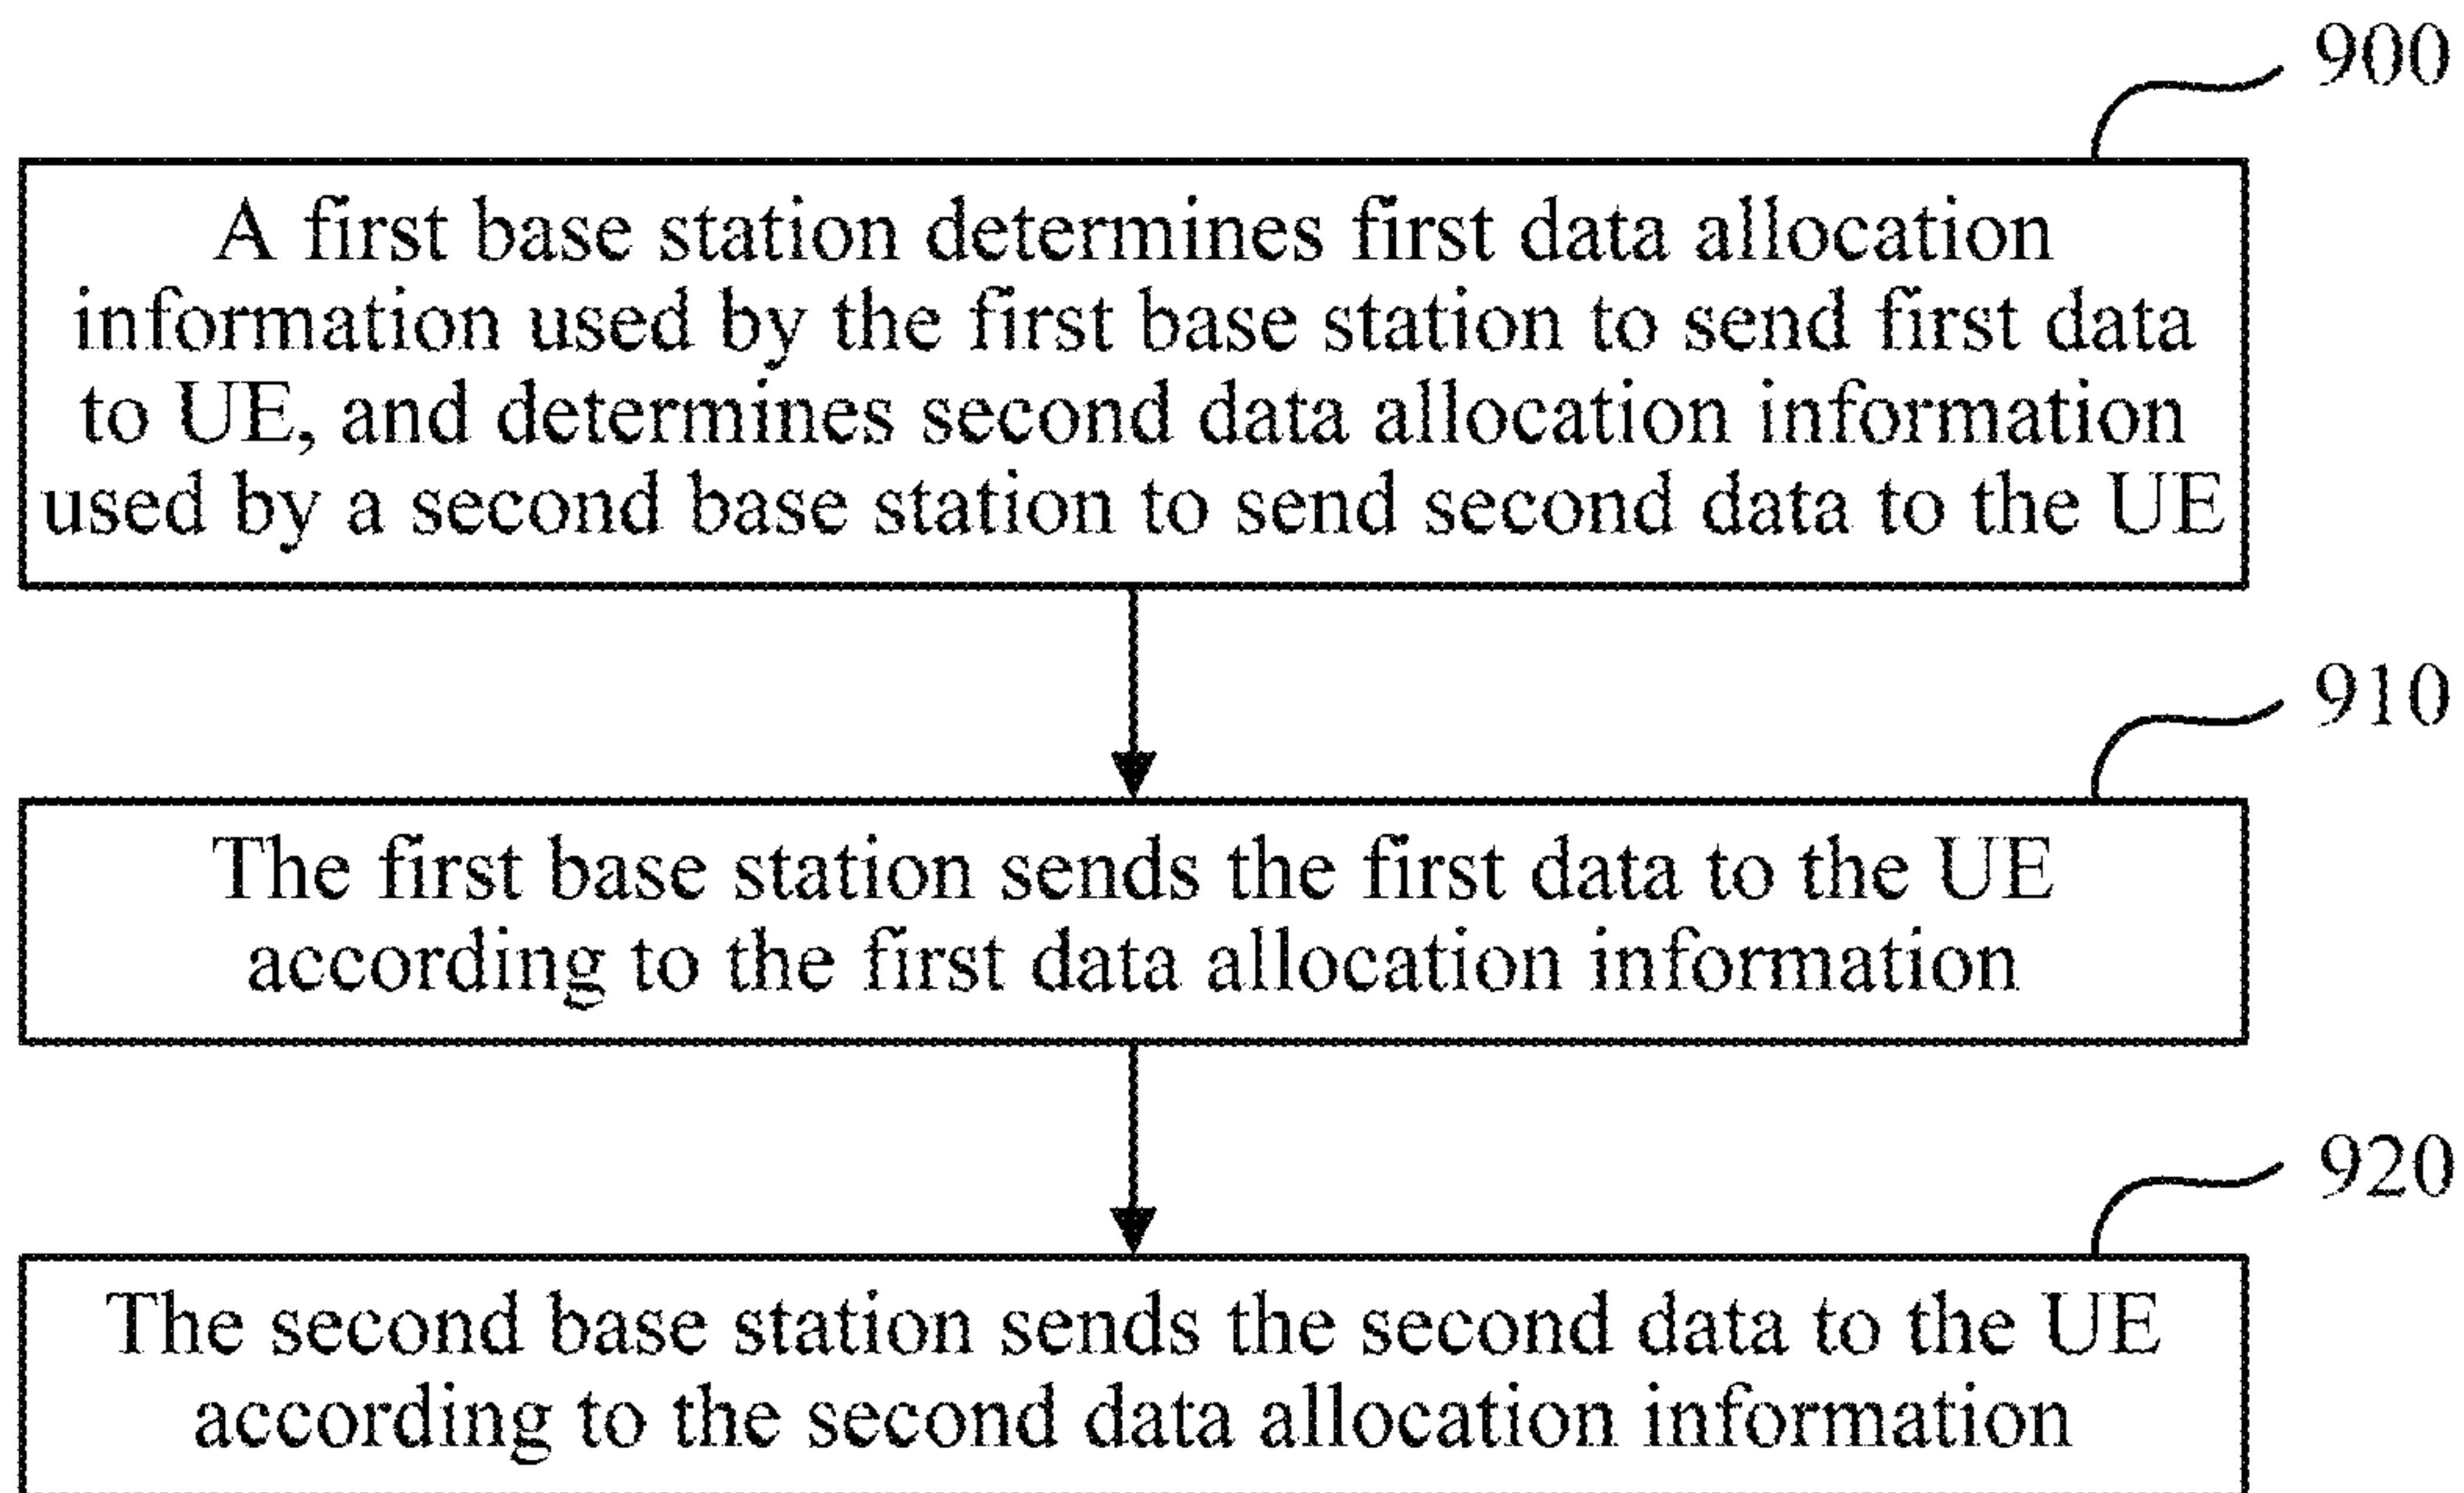 900
A first base station determines first data allocation
information used by the first base station to send first data
to UE, and determines second data allocation information
used by a second base station to send second data to the UE
910
The first base station sends the first data to the UE
according to the first data allocation information
920
The second base station sends the second data to the UE
according to the second data allocation information